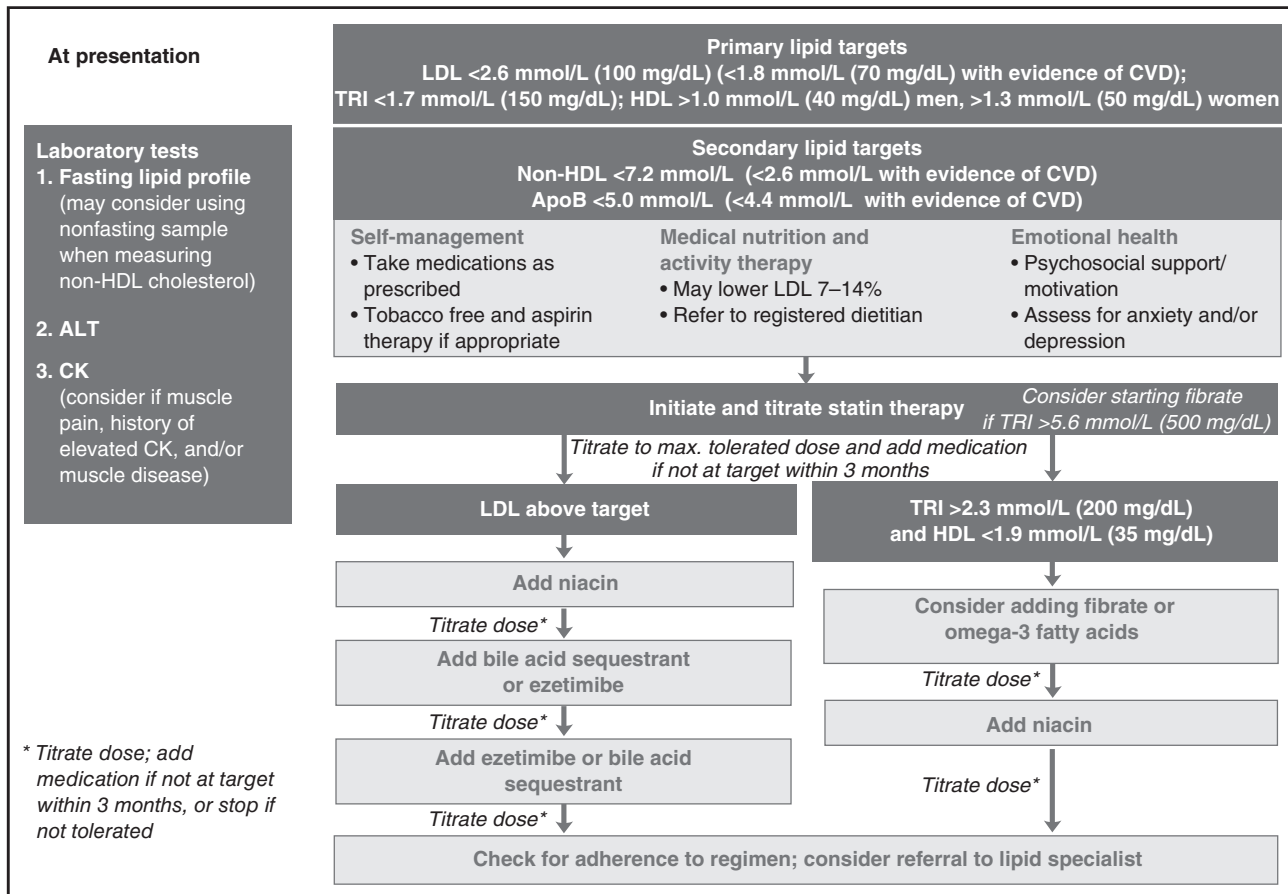 At presentation
Primary lipid targets
LDL <2.6 mmol/L (100 mg/dL) (<1.8 mmol/L (70 mg/dL) with evidence of CVD);
TRI <1.7 mmol/L (150 mg/dL); HDL >1.0 mmol/L (40 mg/dL) men, >1.3 mmol/L (50 mg/dL) women
Laboratory tests
1. Fasting lipid profile
(may consider using
nonfasting sample
when measuring
non-HDL cholesterol)
2. ALT
3. CK
(consider if muscle
pain, history of
elevated CK, and/or
muscle disease)
Secondary lipid targets
Non-HDL <7.2 mmol/L (<2.6 mmol/L with evidence of CVD)
ApoB <5.0 mmol/L (<4.4 mmol/L with evidence of CVD)
Self-management
• Take medications as
prescribed
• Tobacco free and aspirin
therapy if appropriate
Medical nutrition and
activity therapy
• May lower LDL 7–14%
• Refer to registered dietitian
Emotional health
• Psychosocial support/
motivation
• Assess for anxiety and/or
depression
Initiate and titrate statin therapy
Consider starting fibrate
if TRI >5.6 mmol/L (500 mg/dL)
Titrate to max. tolerated dose and add medication
if not at target within 3 months
LDL above target
Add niacin
Titrate dose*
Add bile acid sequestrant
or ezetimibe
Titrate dose*
Add ezetimibe or bile acid
sequestrant
Titrate dose*
TRI >2.3 mmol/L (200 mg/dL)
and HDL <1.9 mmol/L (35 mg/dL)
Consider adding fibrate or
omega-3 fatty acids
Titrate dose*
Add niacin
Titrate dose*
Check for adherence to regimen; consider referral to lipid specialist
* Titrate dose; add
medication if not at target
within 3 months, or stop if
not tolerated